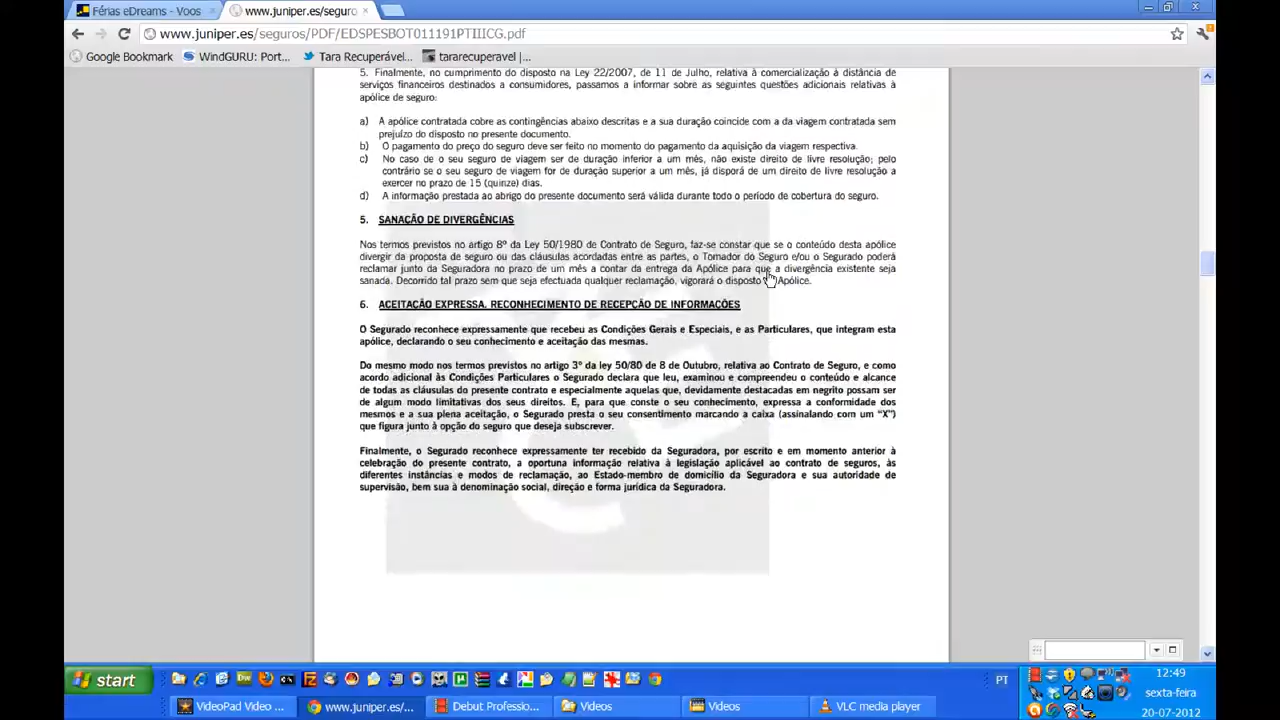 Férias eDreams - Voos
www.juniper.es/seguro
www.juniper.es/seguros/PDF/EDSPESBOT011191PTIIICG.pdf
Google Bookmark
WindGURU: Port...
Tara Recuperável...
tararecuperavel |...
5. Finalmente, no cumprimento do disposto na Ley 22/2007, de 11 de Julho, relativa à comercialização à distância de
serviços financeiros destinados a consumidores, passamos a informar sobre as seguintes questões adicionais relativas à
apólice de seguro:
a) A apólice contratada cobre as contingências abaixo descritas e a sua duração coincide com a da viagem contratada sem
prejuízo do disposto no presente documento.
b) O pagamento do preço do seguro deve ser feito no momento do pagamento da aquisição da viagem respectiva.
c) No caso de o seu seguro de viagem ser de duração inferior a um mês, não existe direito de livre resolução; pelo
contrário se o seu seguro de viagem for de duração superior a um mês, já disporá de um direito de livre resolução a
exercer no prazo de 15 (quinze) dias.
d) A informação prestada ao abrigo do presente documento será válida durante todo o período de cobertura do seguro.
5. SANAÇÃO DE DIVERGÊNCIAS
Nos termos previstos no artigo 8º da Ley 50/1980 de Contrato de Seguro, faz-se constar que se o conteúdo desta apólice
divergir da proposta de seguro ou das cláusulas acordadas entre as partes, o Tomador do Seguro e/ou o Segurado poderá
reclamar junto da Seguradora no prazo de um mês a contar da entrega da Apólice para que a divergência existente seja
sanada. Decorrido tal prazo sem que seja efectuada qualquer reclamação, vigorará o disposto Apólice.
6. ACEITAÇÃO EXPRESSA. RECONHECIMENTO DE RECEPÇÃO DE INFORMAÇÕES
O Segurado reconhece expressamente que recebeu as Condições Gerais e Especiais, e as Particulares, que integram esta
apólice, declarando o seu conhecimento e aceitação das mesmas.
Do mesmo modo nos termos previstos no artigo 3º da ley 50/80 de 8 de Outubro, relativa ao Contrato de Seguro, e como
acordo adicional às Condições Particulares o Segurado declara que leu, examinou e compreendeu o conteúdo e alcance
de todas as cláusulas do presente contrato e especialmente aquelas que, devidamente destacadas em negrito possam ser
de algum modo limitativas dos seus direitos. E, para que conste o seu conhecimento, expressa a conformidade dos
mesmos e a sua plena aceitação, o Segurado presta o seu consentimento marcando a caixa (assinalando com um "X")
que figura junto à opção do seguro que deseja subscrever.
Finalmente, o Segurado reconhece expressamente ter recebido da Seguradora, por escrito e em momento anterior à
celebração do presente contrato, a oportuna informação relativa à legislação aplicável ao contrato de seguros, às
diferentes instâncias e modos de reclamação, ao Estado-membro de domicílio da Seguradora e sua autoridade de
supervisão, bem sua à denominação social, direção e forma jurídica da Seguradora.
start
PT
12:49
sexta-feira
20-07-2012
VideoPad Video ...
www.juniper.es/...
Debut Professio...
Videos
Videos
VLC media player